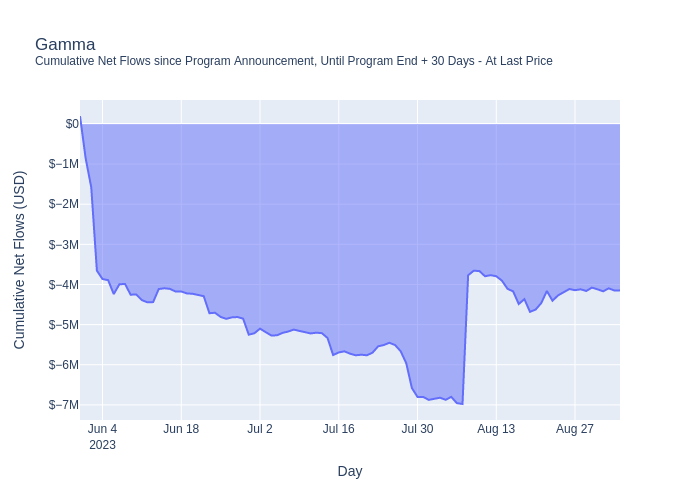 Gamma
Cumulative Net Flows since Program Announcement, Until Program End + 30 Days - At Last Price
Cumulative Net Flows (USD)
$0
$−1M
$−2M
$−3M
$−4M
$−5M
$−6M
$−7M
Jun 4
2023
Jun 18
Jul 2
Jul 16
Jul 30
Aug 13
Aug 27
Day